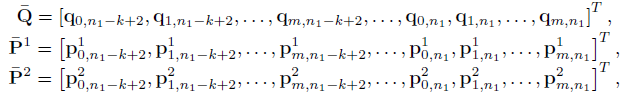 Q̄ = [q_{0,n_1−k+2}, q_{1,n_1−k+2}, …, q_{m,n_1−k+2}, …, q_{0,n_1}, q_{1,n_1}, …, q_{m,n_1}]^T ,
P̄^1 = [p^1_{0,n_1−k+2}, p^1_{1,n_1−k+2}, …, p^1_{m,n_1−k+2}, …, p^1_{0,n_1}, p^1_{1,n_1}, …, p^1_{m,n_1}]^T ,
P̄^2 = [p^2_{0,n_1−k+2}, p^2_{1,n_1−k+2}, …, p^2_{m,n_1−k+2}, …, p^2_{0,n_1}, p^2_{1,n_1}, …, p^2_{m,n_1}]^T ,